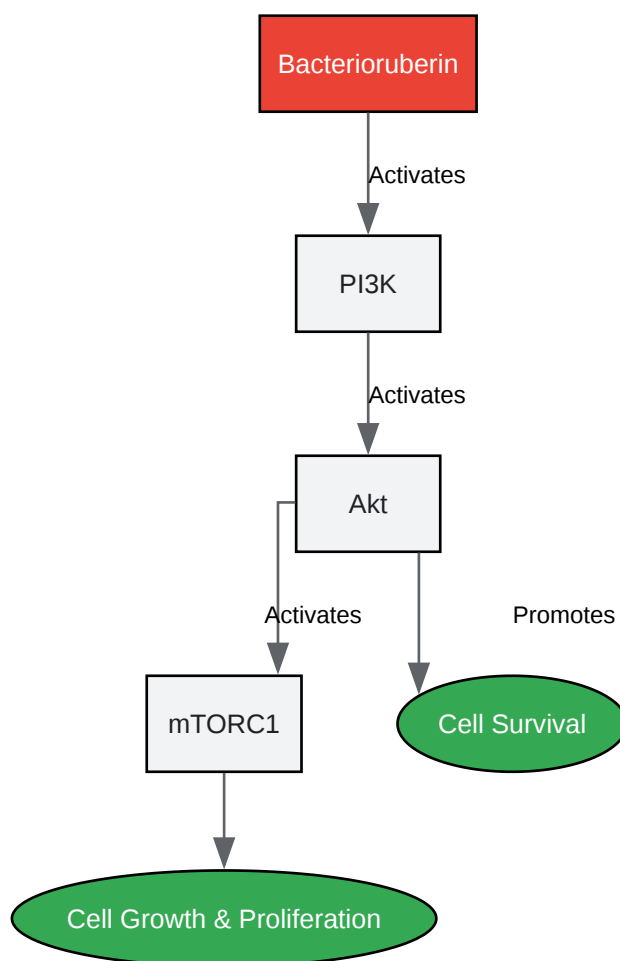 Bacterioruberin
Activates
PI3K
Activates
Akt
Activates
Promotes
mTORC1
Cell Survival
Cell Growth & Proliferation